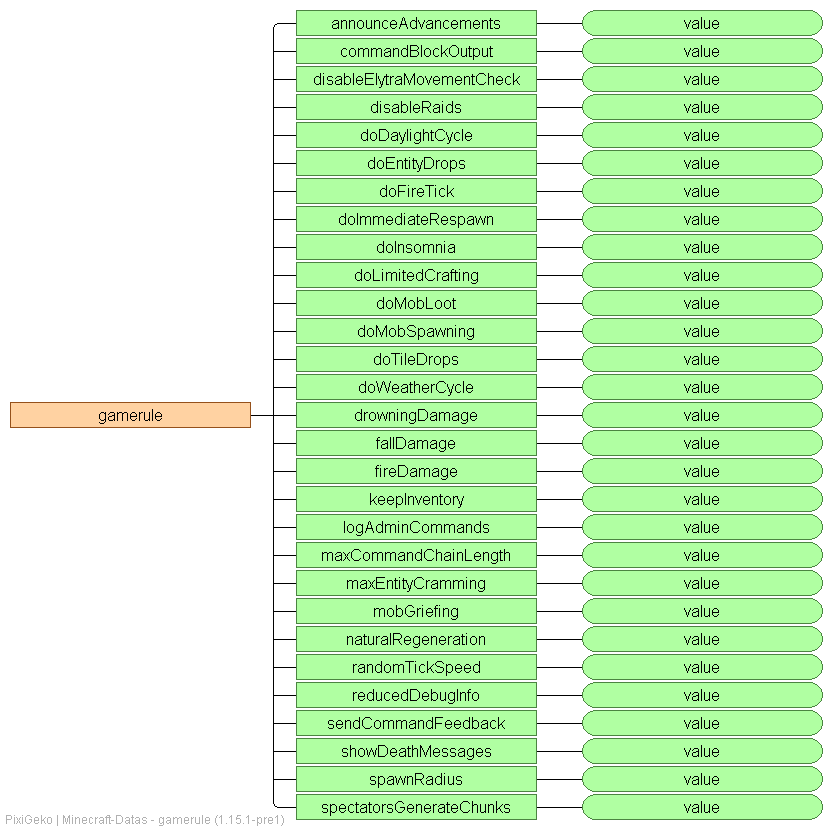 announceAdvancements value
commandBlockOutput value
disableElytraMovementCheck value
disableRaids value
doDaylightCycle value
doEntityDrops value
doFireTick value
doImmediateRespawn value
doInsomnia value
doLimitedCrafting value
doMobLoot value
doMobSpawning value
doTileDrops value
doWeatherCycle value
gamerule drowningDamage value
fallDamage value
fireDamage value
keepInventory value
logAdminCommands value
maxCommandChainLength value
maxEntityCramming value
mobGriefing value
naturalRegeneration value
randomTickSpeed value
reducedDebugInfo value
sendCommandFeedback value
showDeathMessages value
spawnRadius value
spectatorsGenerateChunks value
PixiGeko | Minecraft-Datas - gamerule (1.15.1-pre1)